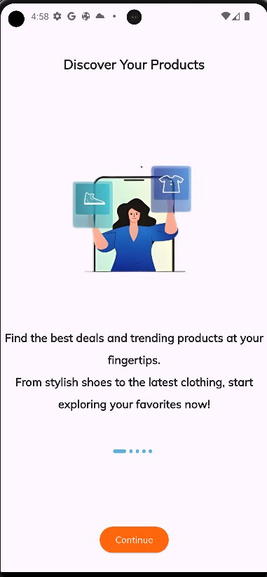 4:58
Discover Your Products
Find the best deals and trending products at your
fingertips.
From stylish shoes to the latest clothing, start
exploring your favorites now!
Continue